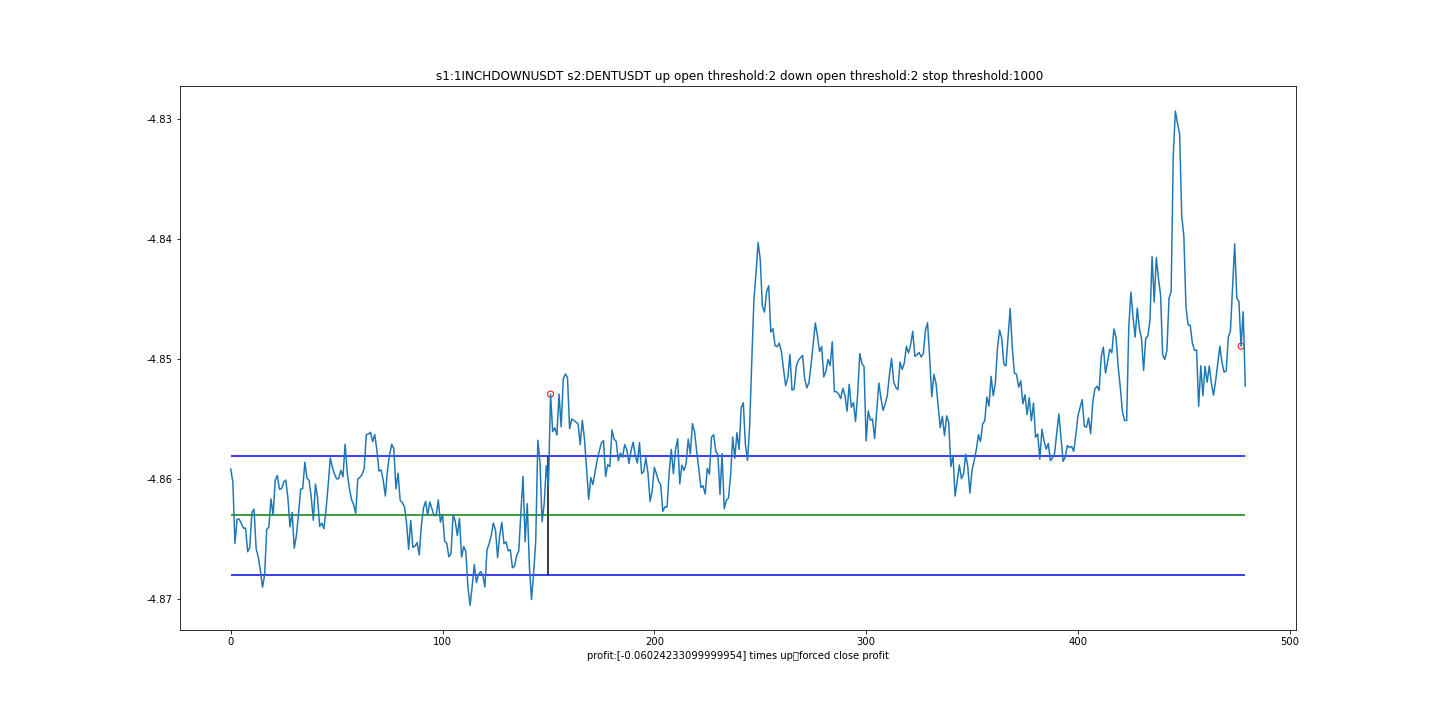 s1:1INCHDOWNUSDT s2:DENTUSDT up open threshold:2 down open threshold:2 stop threshold:1000
-4.83
-4.84
-4.85
-4.86
-4.87
0 100 200 300 400 500
profit:[-0.06024233099999954] times up▯forced close profit